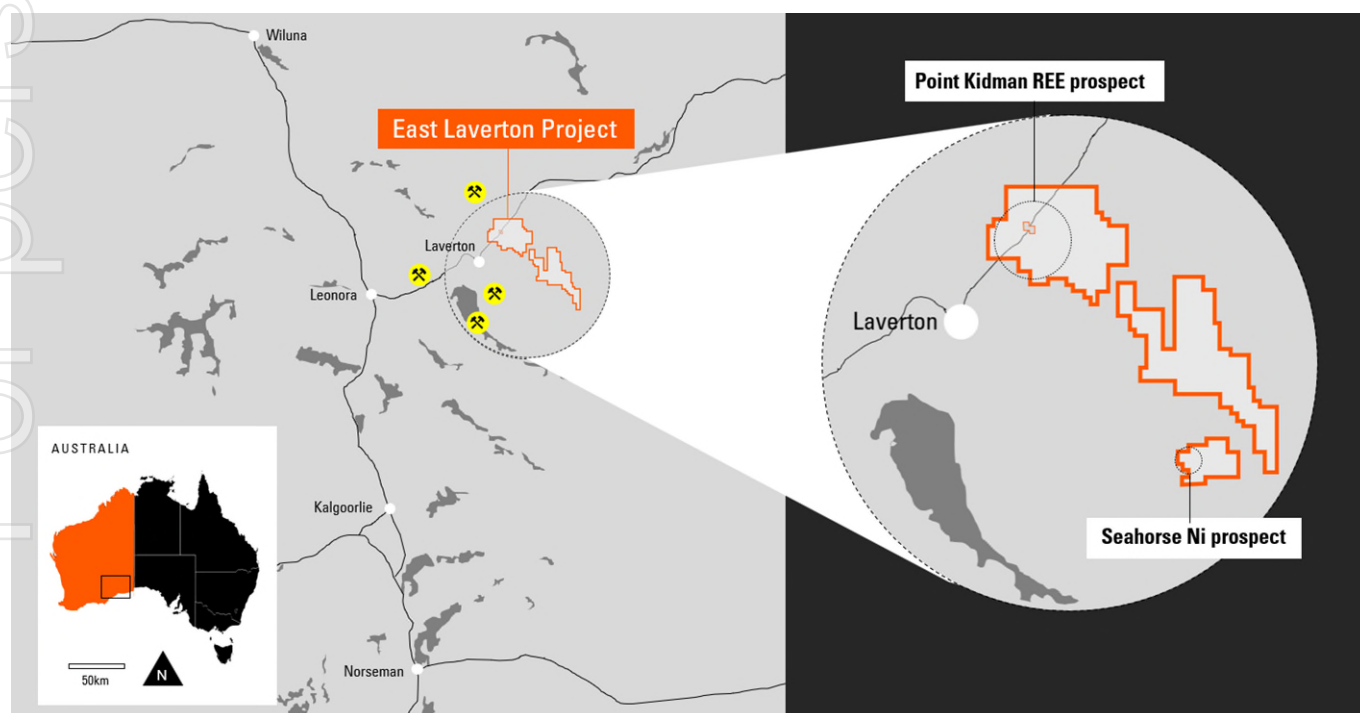 Wiluna
East Laverton Project
Laverton
Leonora
Kalgoorlie
Norseman
AUSTRALIA
50km
N
Point Kidman REE prospect
Laverton
Seahorse Ni prospect